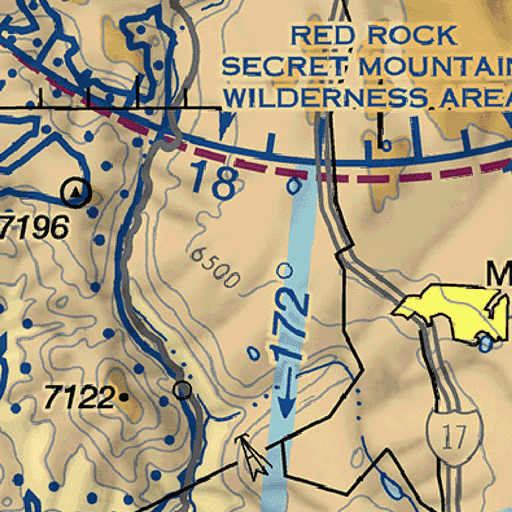 RED ROCK
SECRET MOUNTAIN
WILDERNESS AREA
18
7196
6500
M
172
7122
17